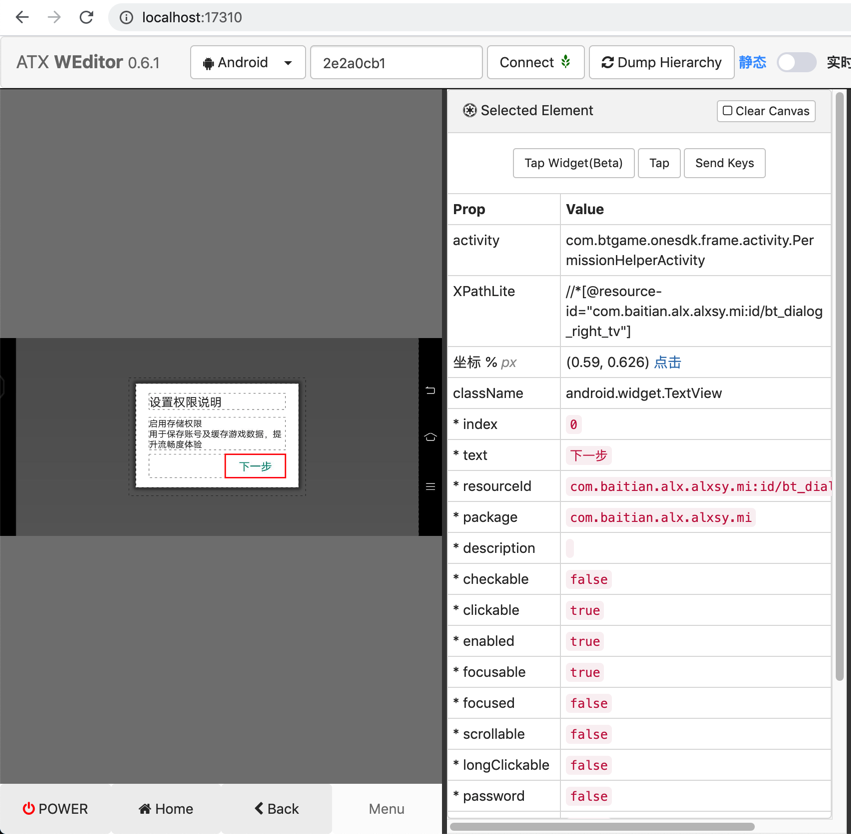 localhost:17310
ATX WEditor 0.6.1
Android
2e2a0cb1
Connect
Dump Hierarchy
静态
实时
Selected Element
Clear Canvas
Tap Widget(Beta)
Tap
Send Keys
Prop Value
activity com.btgame.onesdk.frame.activity.Per
missionHelperActivity
XPathLite //*[@resource-
id="com.baitian.alx.alxsy.mi:id/bt_dialog
_right_tv"]
坐标 % px (0.59, 0.626) 点击
className android.widget.TextView
* index 0
* text 下一步
* resourceId com.baitian.alx.alxsy.mi:id/bt_dial
* package com.baitian.alx.alxsy.mi
* description
* checkable false
* clickable true
* enabled true
* focusable true
* focused false
* scrollable false
* longClickable false
* password false
设置权限说明
启用存储权限
用于保存账号及缓存游戏数据，提
升流畅度体验
下一步
POWER
Home
Back
Menu